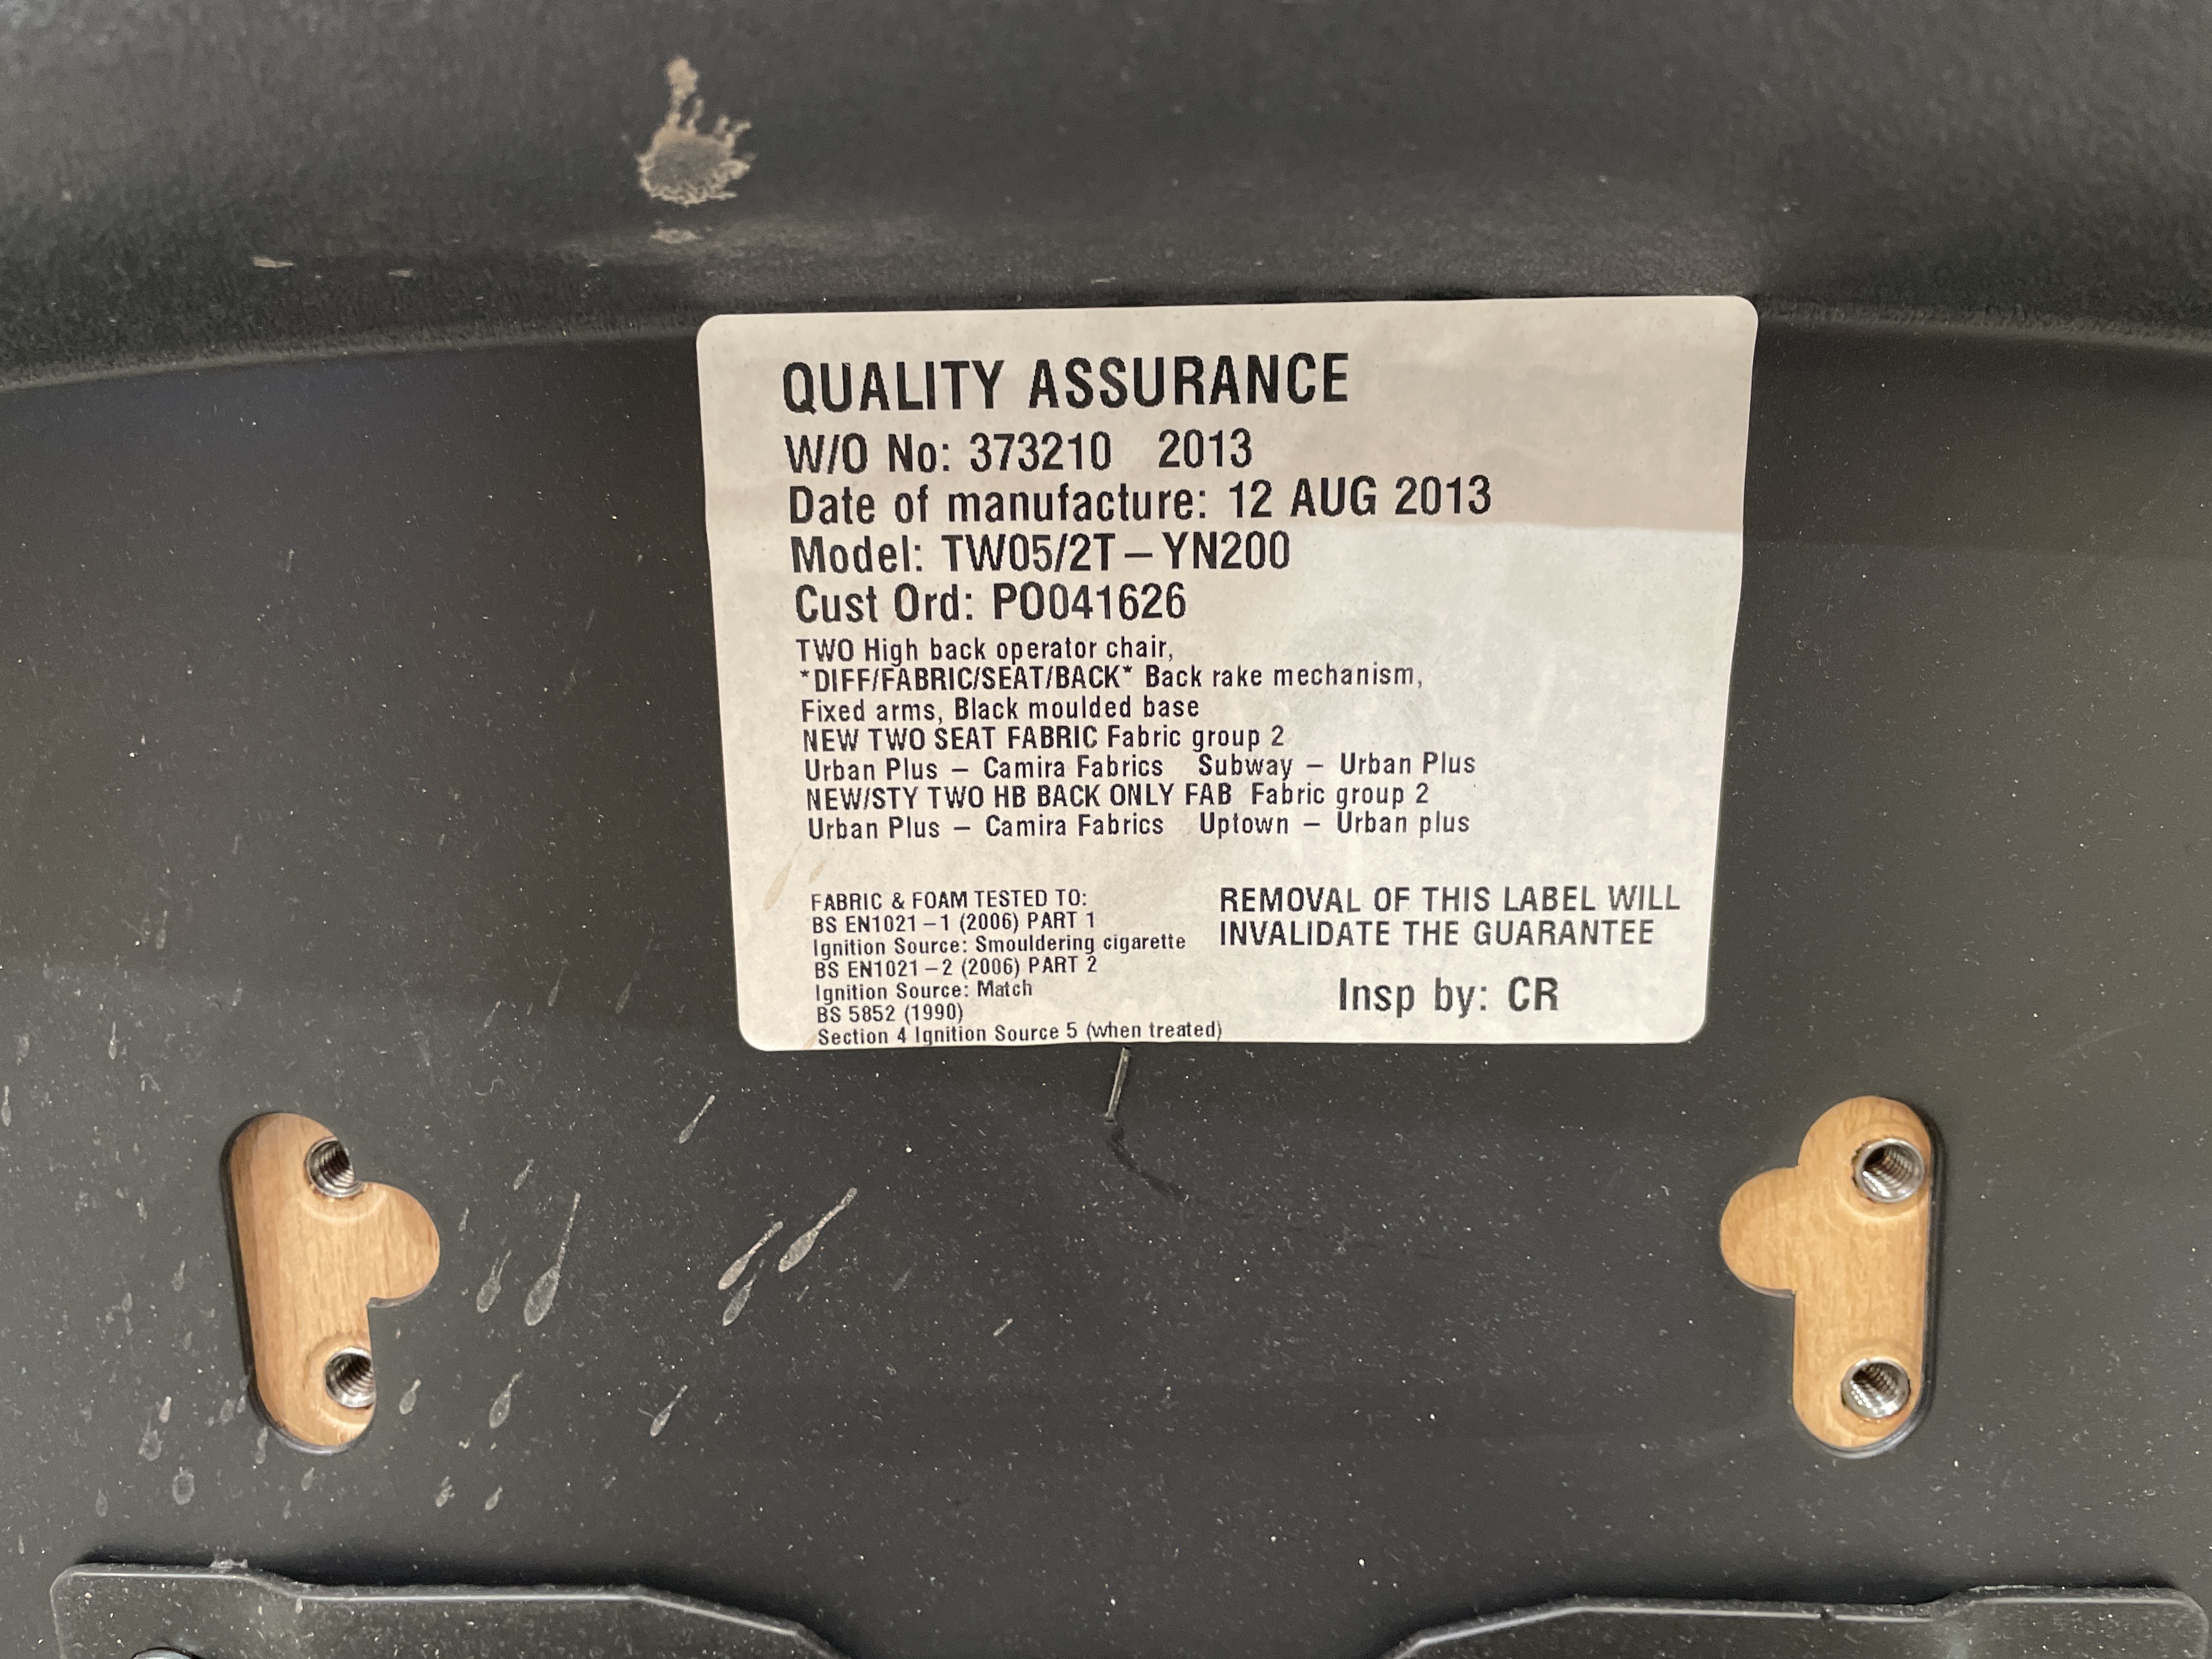 QUALITY ASSURANCE
W/O No: 373210 2013
Date of manufacture: 12 AUG 2013
Model: TW05/2T – YN200
Cust Ord: PO041626
TWO High back operator chair,
*DIFF/FABRIC/SEAT/BACK* Back rake mechanism,
Fixed arms, Black moulded base
NEW TWO SEAT FABRIC Fabric group 2
Urban Plus – Camira Fabrics Subway – Urban Plus
NEW/STY TWO HB BACK ONLY FAB Fabric group 2
Urban Plus – Camira Fabrics Uptown – Urban plus
FABRIC & FOAM TESTED TO:
BS EN1021–1 (2006) PART 1
Ignition Source: Smouldering cigarette
BS EN1021–2 (2006) PART 2
Ignition Source: Match
BS 5852 (1990)
Section 4 Ignition Source 5 (when treated)
REMOVAL OF THIS LABEL WILL
INVALIDATE THE GUARANTEE
Insp by: CR